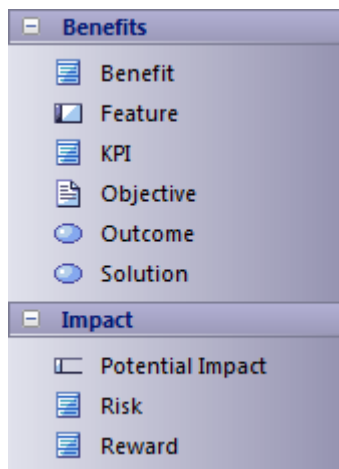 Benefits
Benefit
Feature
KPI
Objective
Outcome
Solution
Impact
Potential Impact
Risk
Reward